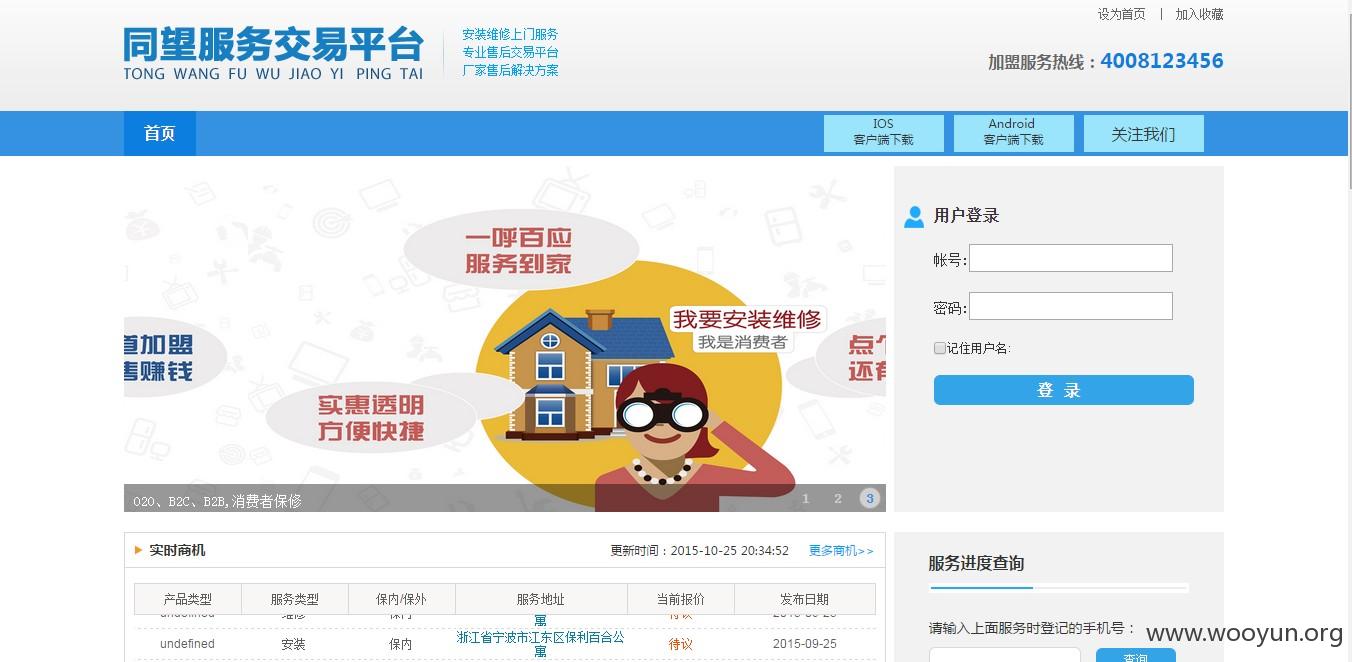 设为首页 | 加入收藏
同望服务交易平台
TONG WANG FU WU JIAO YI PING TAI
安装维修上门服务
专业售后交易平台
厂家售后解决方案
加盟服务热线：4008123456
首页
IOS
客户端下载
Android
客户端下载
关注我们
一呼百应
服务到家
我要安装维修
我是消费者
加盟
赚钱
实惠透明
方便快捷
点
还
O2O、B2C、B2B,消费者保修
1 2 3
用户登录
帐号:
密码:
记住用户名:
登 录
实时商机
更新时间：2015-10-25 20:34:52
更多商机>>
产品类型 服务类型 保内/保外 服务地址 当前报价 发布日期
寓
undefined 安装 保内 浙江省宁波市江东区保利百合公寓 待议 2015-09-25
服务进度查询
请输入上面服务时登记的手机号：
查询
www.wooyun.org